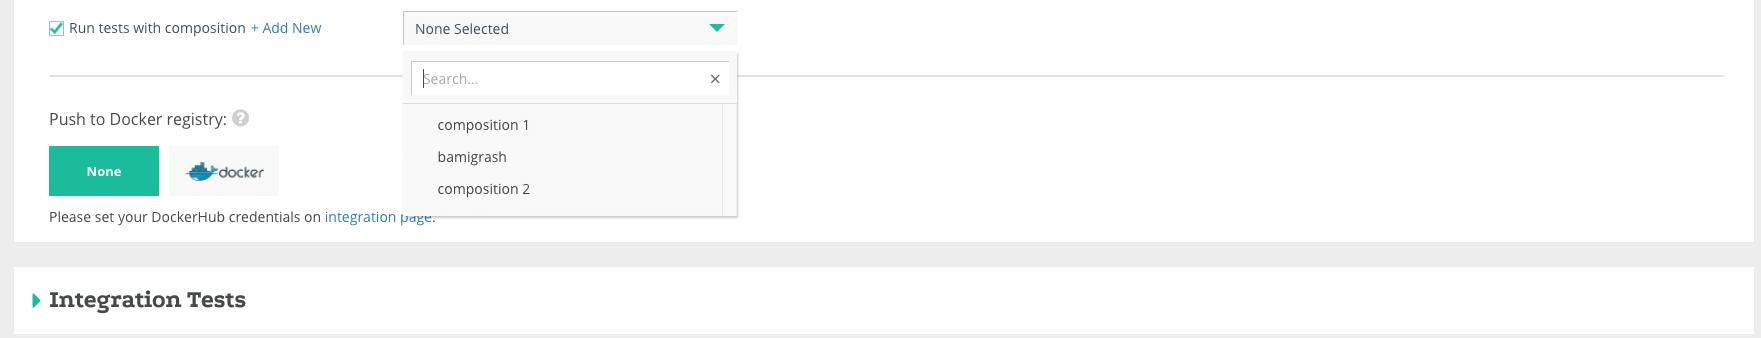 Run tests with composition + Add New
None Selected
Search...
composition 1
bamigrash
composition 2
Push to Docker registry: ?
None
docker
Please set your DockerHub credentials on integration page.
Integration Tests